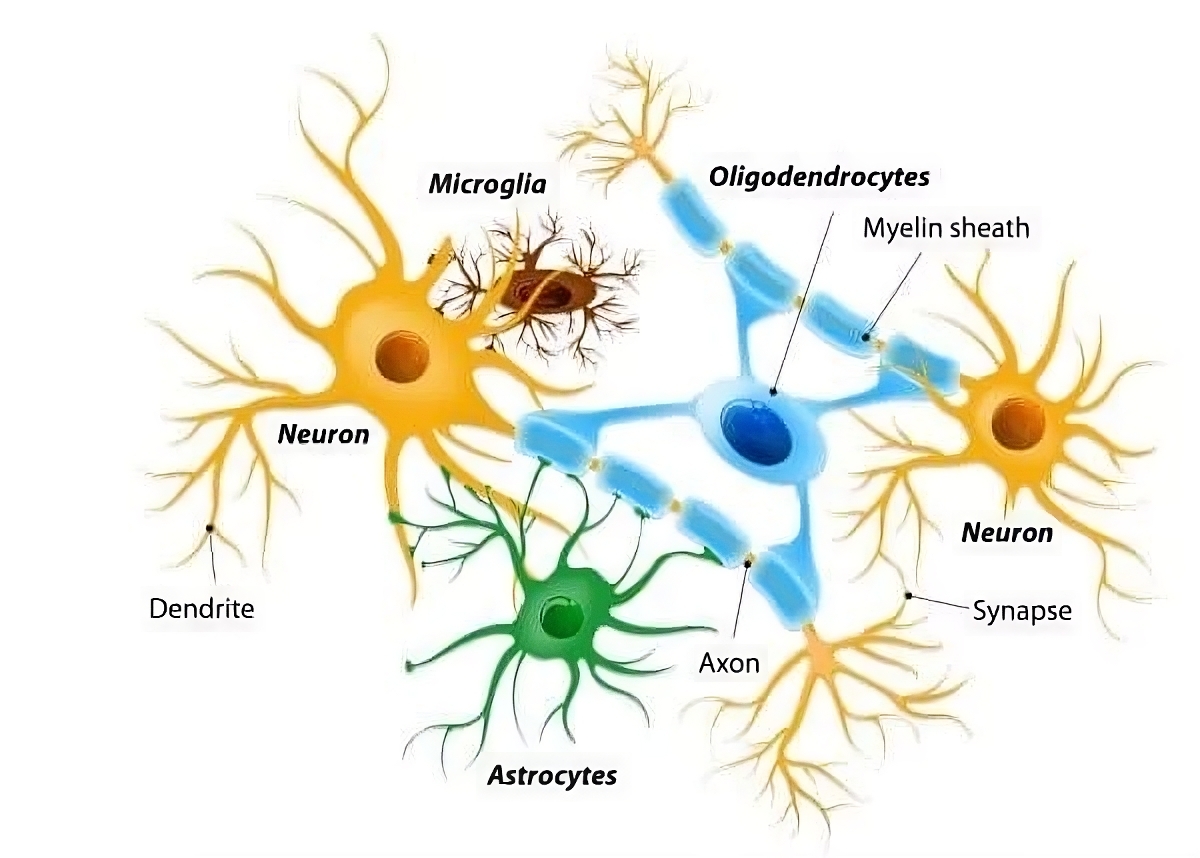 Oligodendrocytes
Microglia
Myelin sheath
Neuron
Neuron
Dendrite
Synapse
Axon
Astrocytes